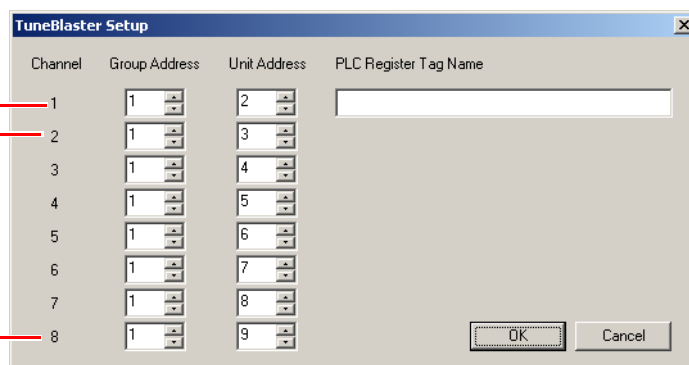 TuneBlaster Setup
Channel Group Address Unit Address PLC Register Tag Name
1 1 2
2 1 3
3 1 4
4 1 5
5 1 6
6 1 7
7 1 8
8 1 9
OK Cancel